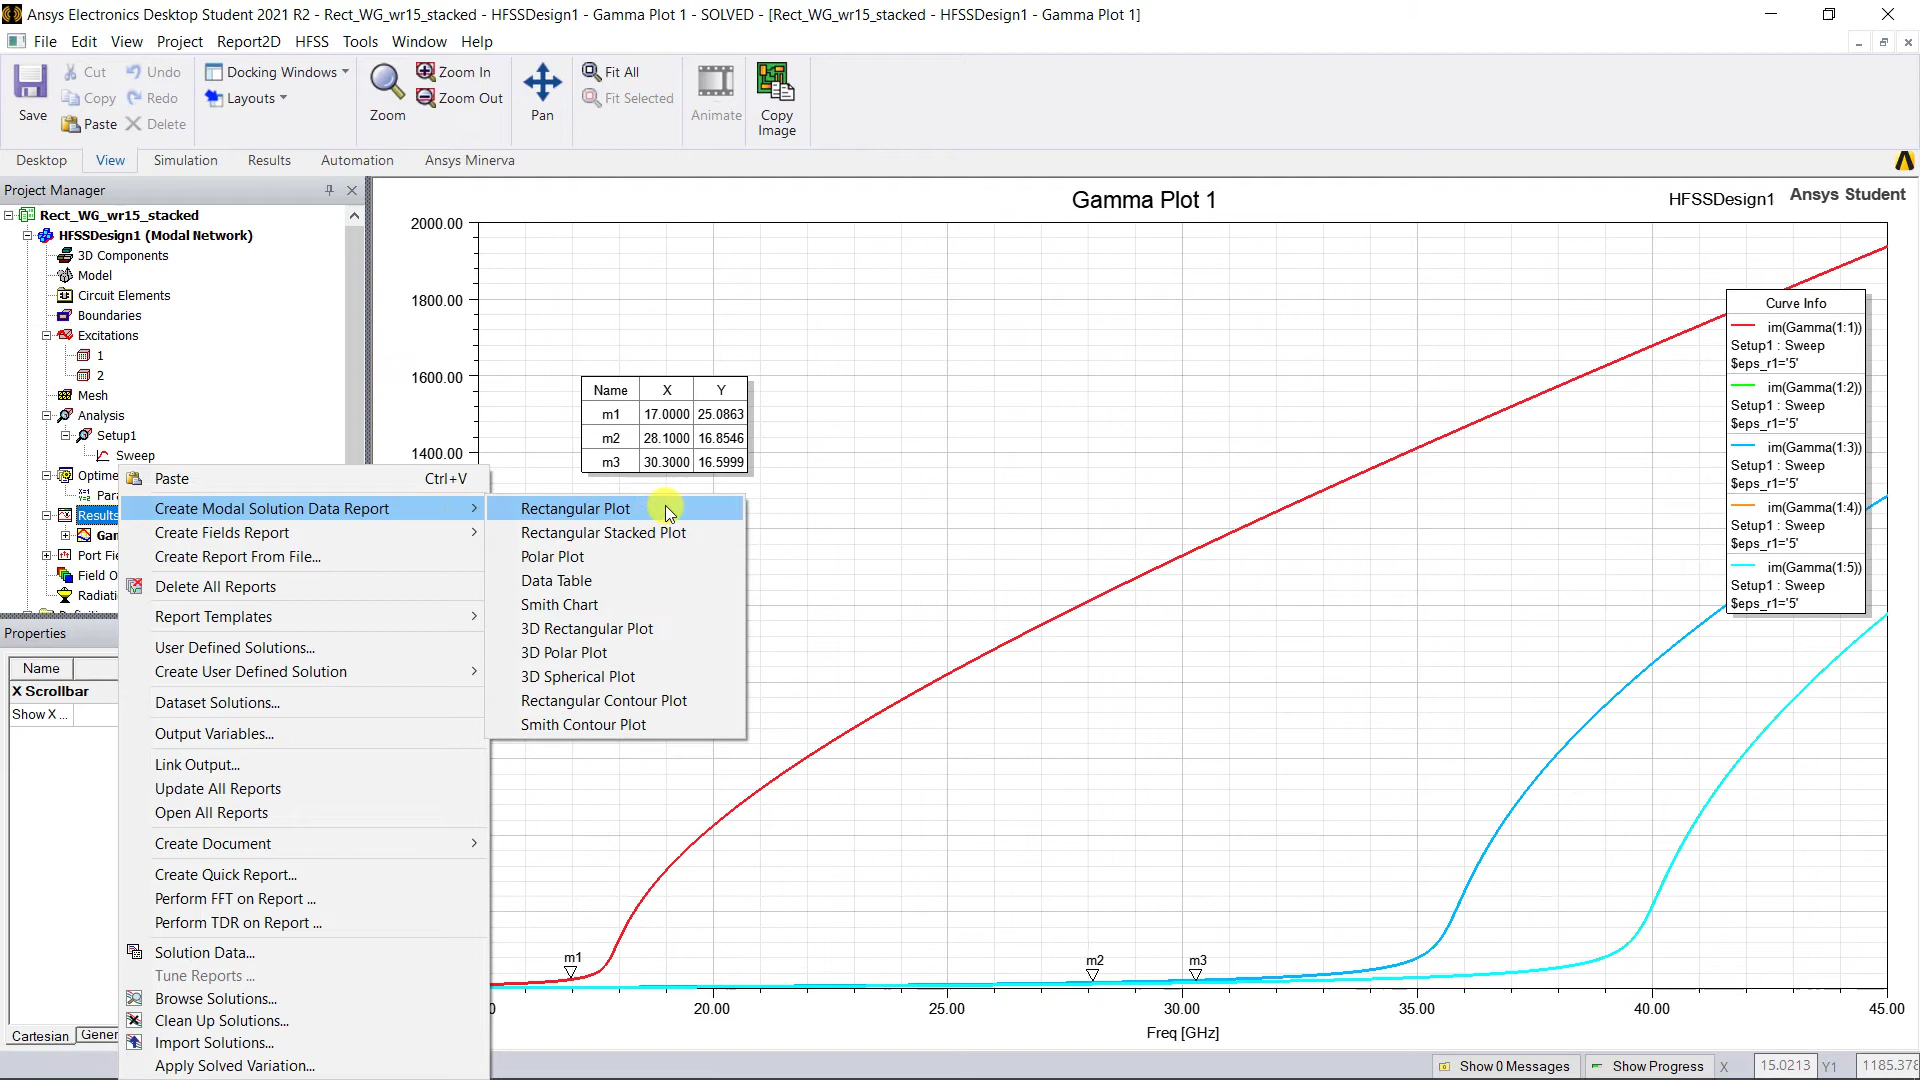 Ansys Electronics Desktop Student 2021 R2 - Rect_WG_wr15_stacked - HFSSDesign1 - Gamma Plot 1 - SOLVED - [Rect_WG_wr15_stacked - HFSSDesign1 - Gamma Plot 1]
File Edit View Project Report2D HFSS Tools Window Help
Save
Cut
Copy
Paste
Undo
Redo
Delete
Docking Windows
Layouts
Zoom
Zoom In
Zoom Out
Pan
Fit All
Fit Selected
Animate
Copy
Image
Desktop View Simulation Results Automation Ansys Minerva
Project Manager
Rect_WG_wr15_stacked
HFSSDesign1 (Modal Network)
3D Components
Model
Circuit Elements
Boundaries
Excitations
1
2
Mesh
Analysis
Setup1
Sweep
Optime
Para
Results
Gam
Port Fie
Field O
Radiati
Properties
Name
X Scrollbar
Show X ...
Cartesian Gener
Paste Ctrl+V
Create Modal Solution Data Report
Create Fields Report
Create Report From File...
Delete All Reports
Report Templates
User Defined Solutions...
Create User Defined Solution
Dataset Solutions...
Output Variables...
Link Output...
Update All Reports
Open All Reports
Create Document
Create Quick Report...
Perform FFT on Report ...
Perform TDR on Report ...
Solution Data...
Tune Reports ...
Browse Solutions...
Clean Up Solutions...
Import Solutions...
Apply Solved Variation...
Rectangular Plot
Rectangular Stacked Plot
Polar Plot
Data Table
Smith Chart
3D Rectangular Plot
3D Polar Plot
3D Spherical Plot
Rectangular Contour Plot
Smith Contour Plot
Gamma Plot 1
HFSSDesign1 Ansys Student
2000.00
1800.00
1600.00
1400.00
Name X Y
m1 17.0000 25.0863
m2 28.1000 16.8546
m3 30.3000 16.5999
Curve Info
im(Gamma(1:1))
Setup1 : Sweep
$eps_r1='5'
im(Gamma(1:2))
Setup1 : Sweep
$eps_r1='5'
im(Gamma(1:3))
Setup1 : Sweep
$eps_r1='5'
im(Gamma(1:4))
Setup1 : Sweep
$eps_r1='5'
im(Gamma(1:5))
Setup1 : Sweep
$eps_r1='5'
m1 m2 m3
0 20.00 25.00 30.00 35.00 40.00 45.00
Freq [GHz]
Show 0 Messages Show Progress X 15.0213 Y1 1185.378